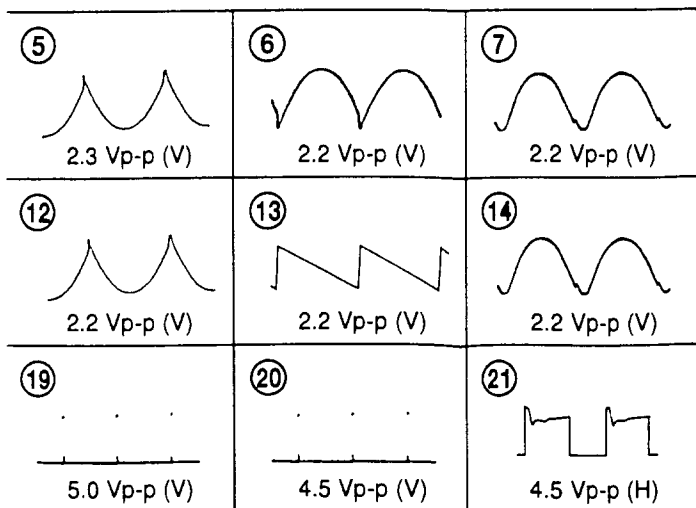 5 6 7
2.3 Vp-p (V) 2.2 Vp-p (V) 2.2 Vp-p (V)
12 13 14
2.2 Vp-p (V) 2.2 Vp-p (V) 2.2 Vp-p (V)
19 20 21
5.0 Vp-p (V) 4.5 Vp-p (V) 4.5 Vp-p (H)